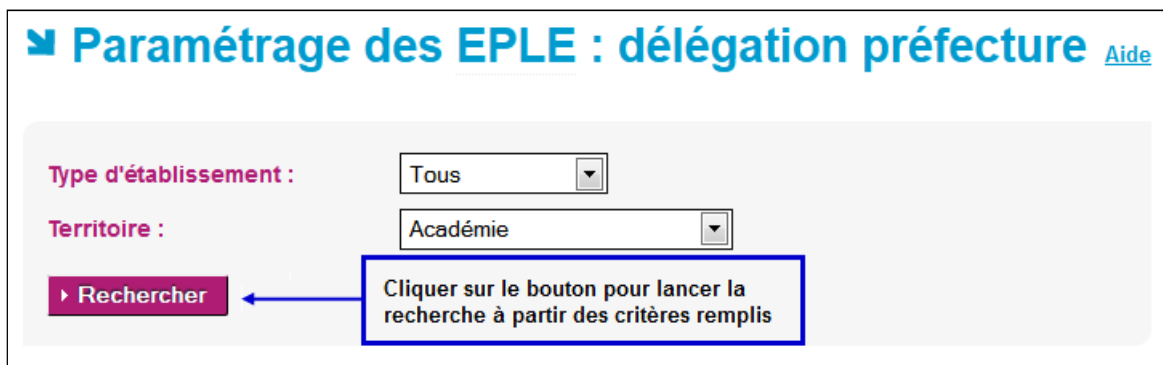 Paramétrage des EPLE : délégation préfecture Aide
Type d'établissement : Tous
Territoire : Académie
Rechercher
Cliquer sur le bouton pour lancer la
recherche à partir des critères remplis